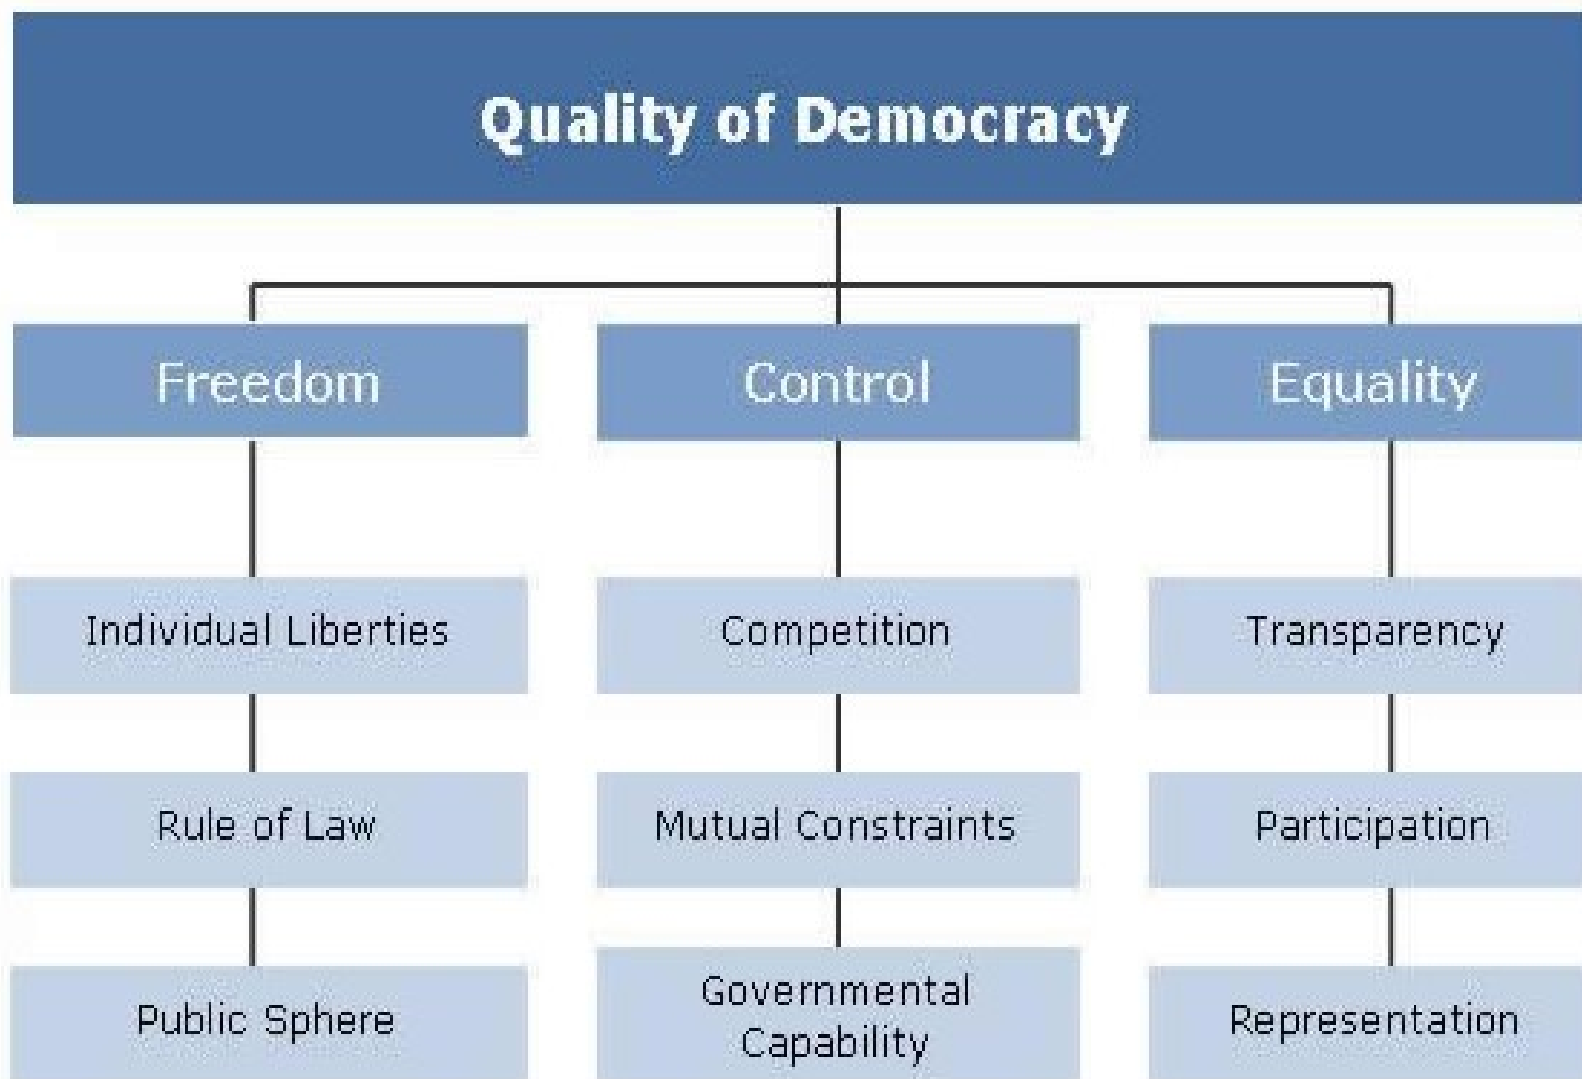 Quality of Democracy
Freedom
Control
Equality
Individual Liberties
Competition
Transparency
Rule of Law
Mutual Constraints
Participation
Public Sphere
Governmental
Capability
Representation